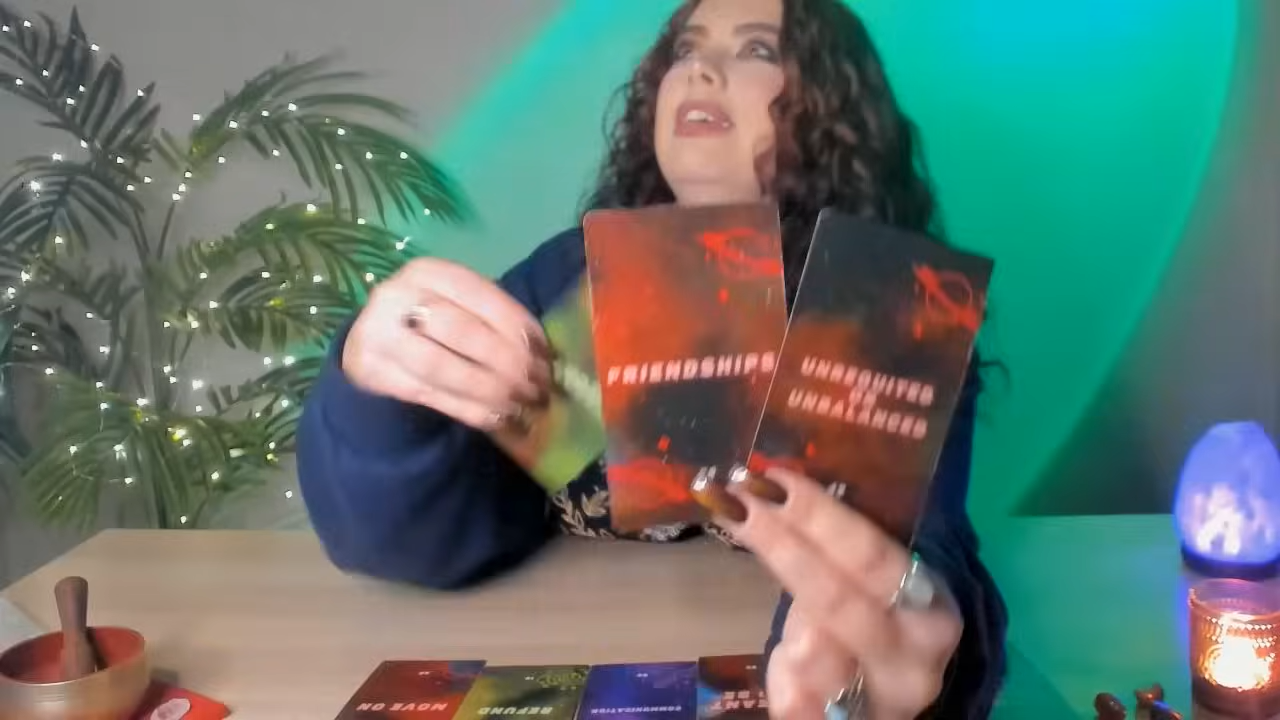 FRIENDSHIPS
UNREQUITED
OR
UNBALANCED
MOVE ON
REFUND
COMMUNICATION